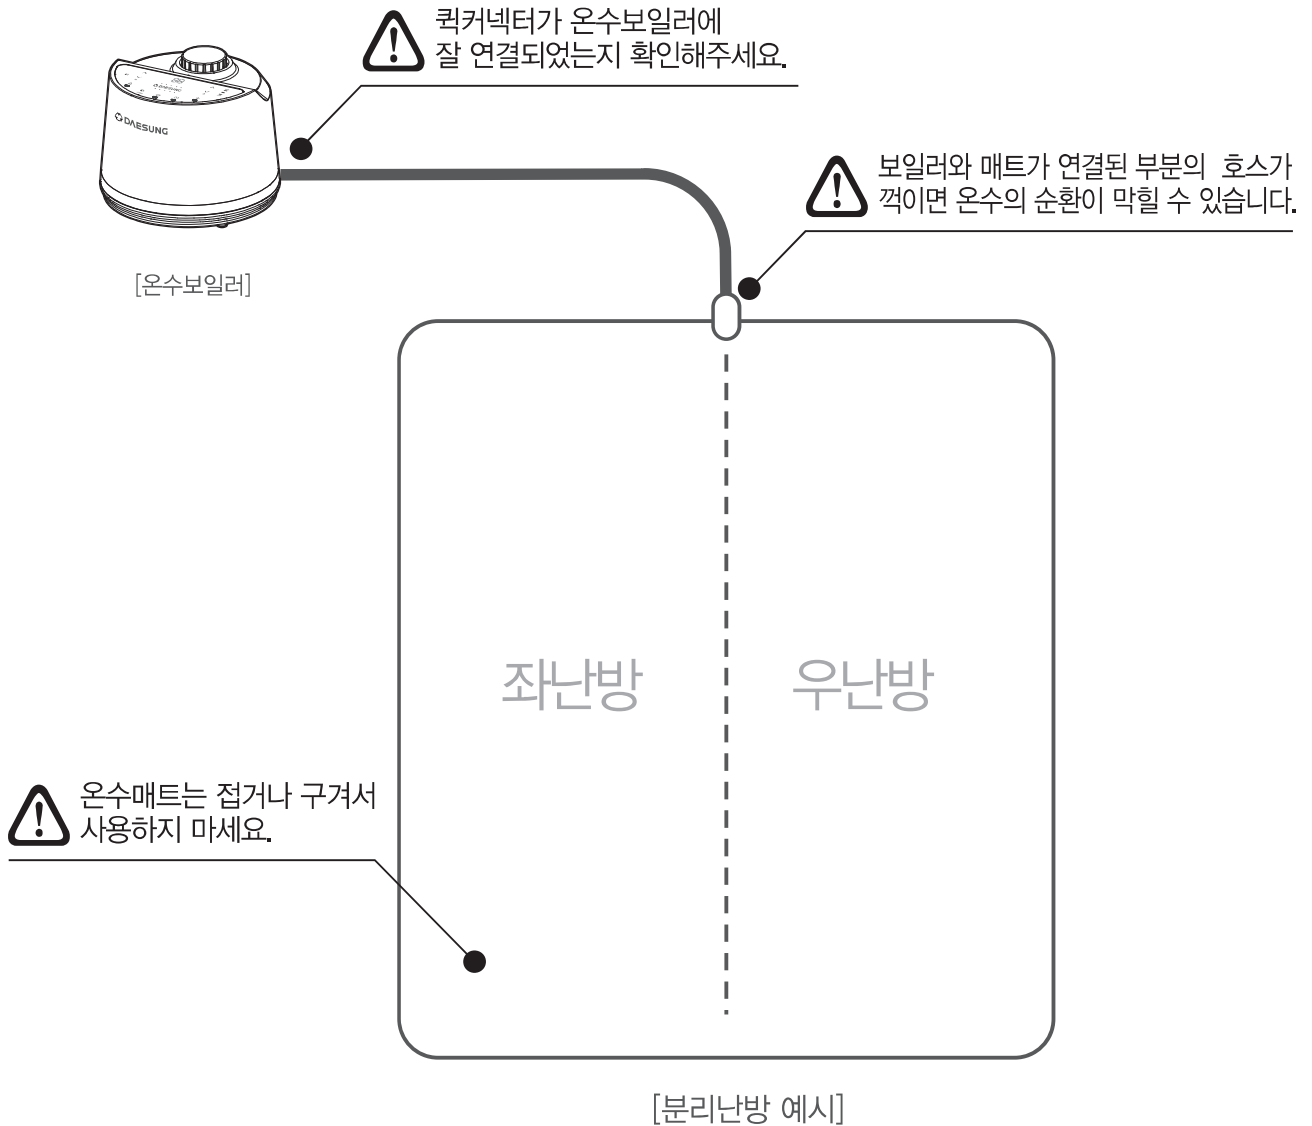 퀵커넥터가 온수보일러에
잘 연결되었는지 확인해주세요.
DAESUNG
보일러와 매트가 연결된 부분의 호스가
꺽이면 온수의 순환이 막힐 수 있습니다.
[온수보일러]
좌난방
우난방
온수매트는 접거나 구겨서
사용하지 마세요.
[분리난방 예시]